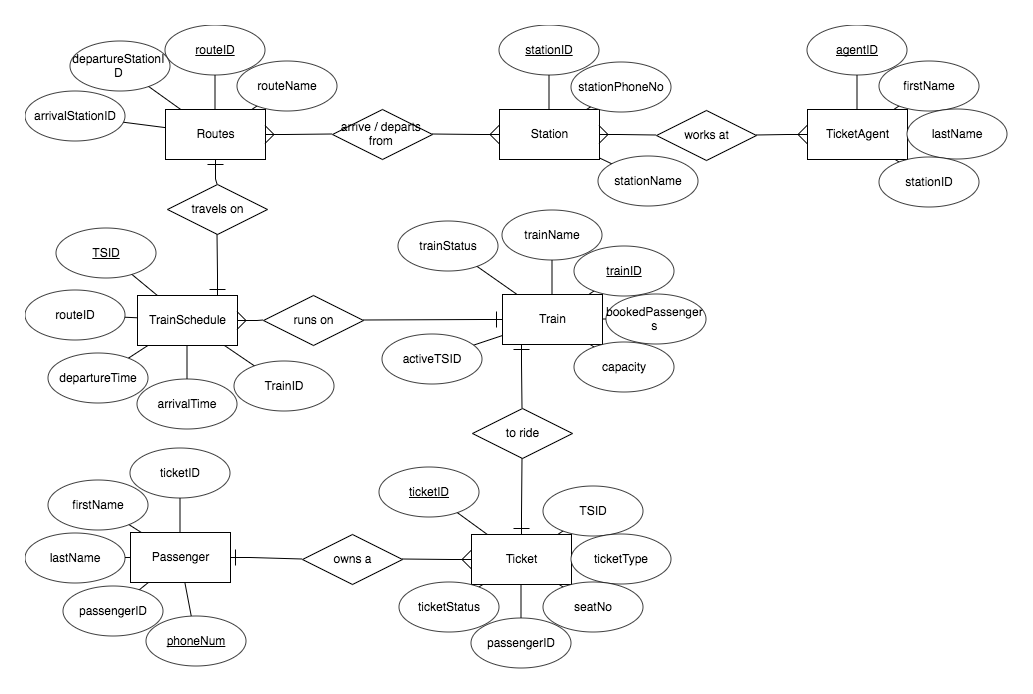 routeID
departureStationI
D
routeName
arrivalStationID
Routes
arrive / departs
from
stationID
stationPhoneNo
Station
stationName
works at
agentID
firstName
lastName
TicketAgent
stationID
travels on
TSID
routeID
TrainSchedule
departureTime
arrivalTime
TrainID
runs on
trainStatus
trainName
trainID
bookedPassenger
s
Train
activeTSID
capacity
to ride
ticketID
firstName
lastName
Passenger
passengerID
phoneNum
owns a
ticketID
TSID
ticketType
Ticket
ticketStatus
seatNo
passengerID